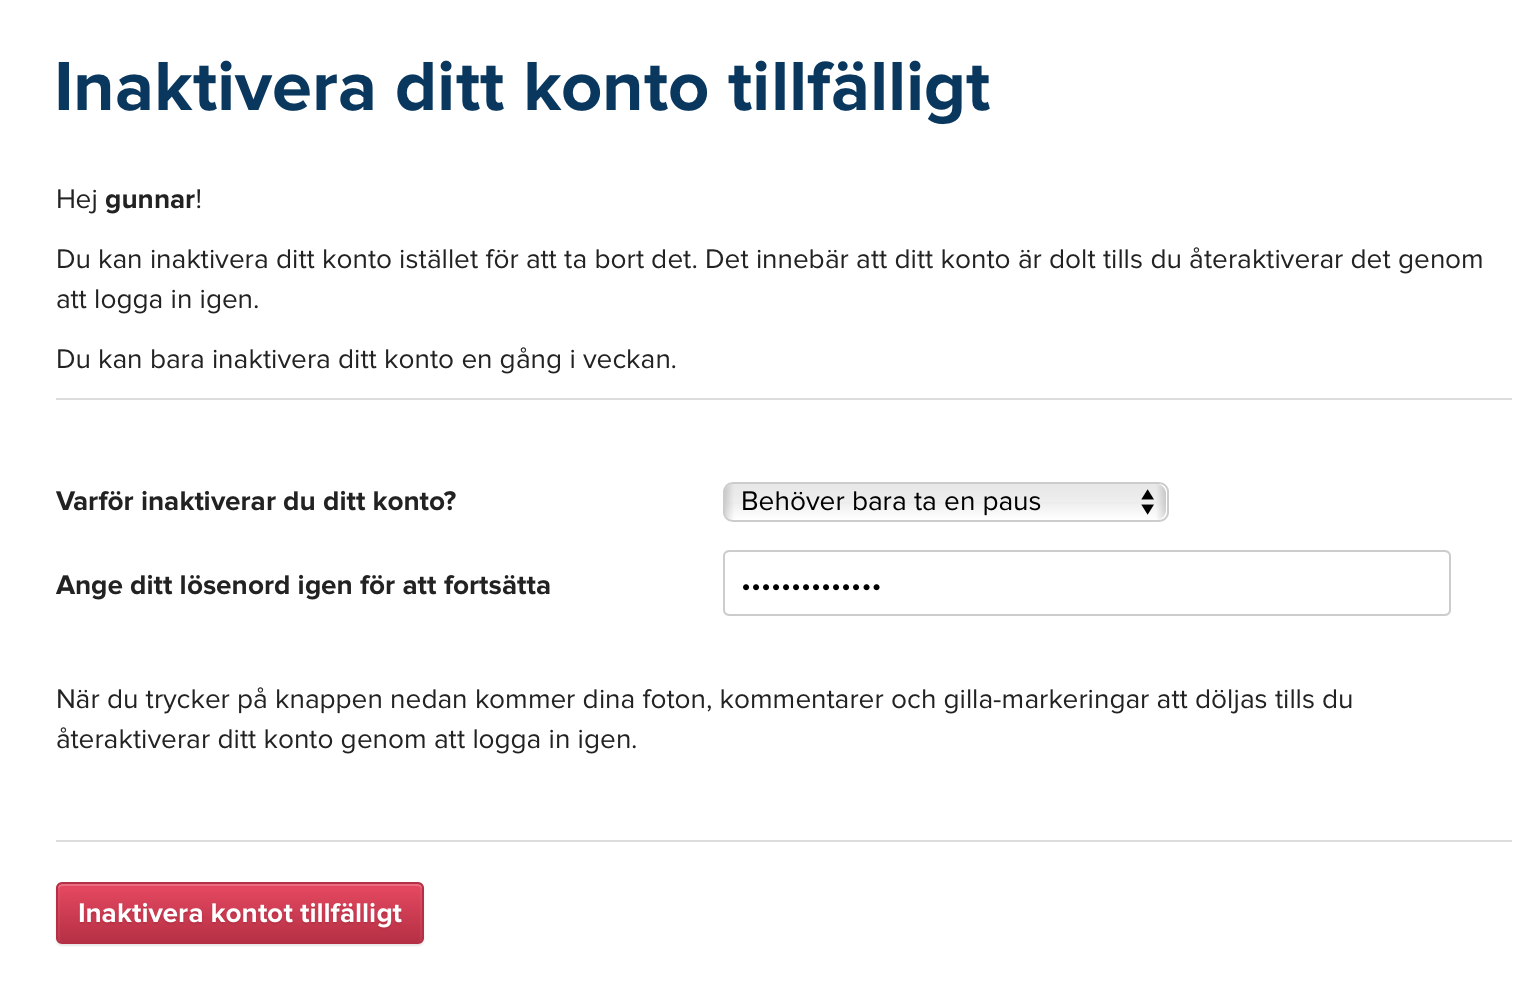 Inaktivera ditt konto tillfälligt
Hej gunnar!
Du kan inaktivera ditt konto istället för att ta bort det. Det innebär att ditt konto är dolt tills du återaktiverar det genom
att logga in igen.
Du kan bara inaktivera ditt konto en gång i veckan.
Varför inaktiverar du ditt konto?
Behöver bara ta en paus
Ange ditt lösenord igen för att fortsätta
••••••••••••••
När du trycker på knappen nedan kommer dina foton, kommentarer och gilla-markeringar att döljas tills du
återaktiverar ditt konto genom att logga in igen.
Inaktivera kontot tillfälligt